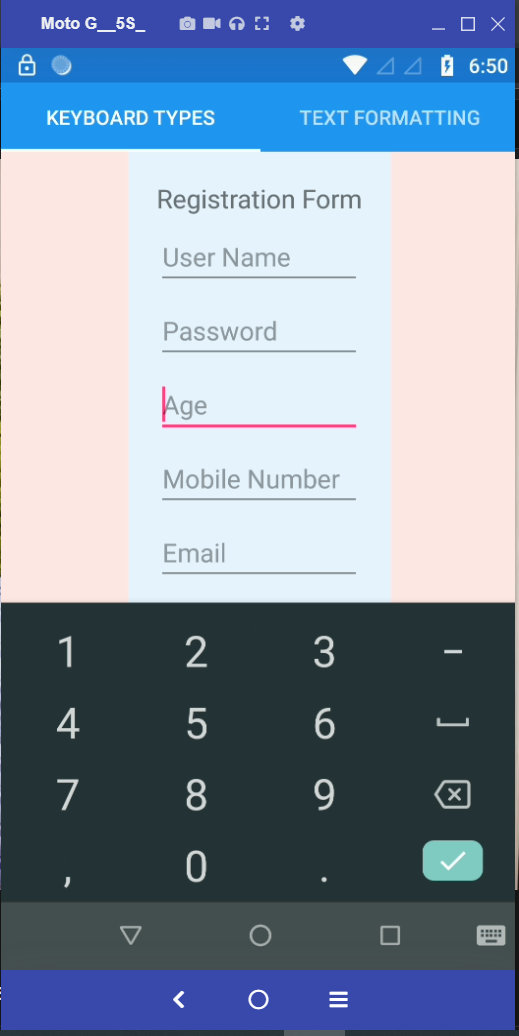 Moto G__5S_
6:50
KEYBOARD TYPES TEXT FORMATTING
Registration Form
User Name
Password
Age
Mobile Number
Email
1 2 3 –
4 5 6
7 8 9
, 0 .